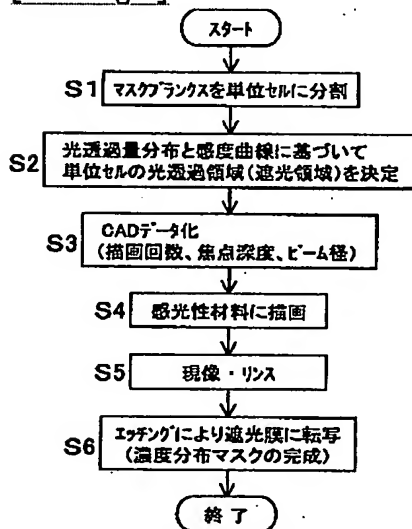 スタート
S1 マスクブランクスを単位セルに分割
S2 光透過量分布と感度曲線に基づいて
単位セルの光透過領域(遮光領域)を決定
S3 CADデータ化
(描画回数、焦点深度、ビーム径)
S4 感光性材料に描画
S5 現像・リンス
S6 エッチングにより遮光膜に転写
(濃度分布マスクの完成)
終了